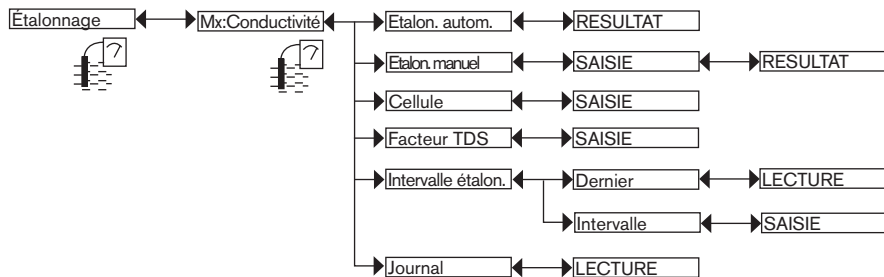 Étalonnage Mx:Conductivité Etalon. autom. RESULTAT
Etalon. manuel SAISIE RESULTAT
Cellule SAISIE
Facteur TDS SAISIE
Intervalle étalon. Dernier LECTURE
Intervalle SAISIE
Journal LECTURE